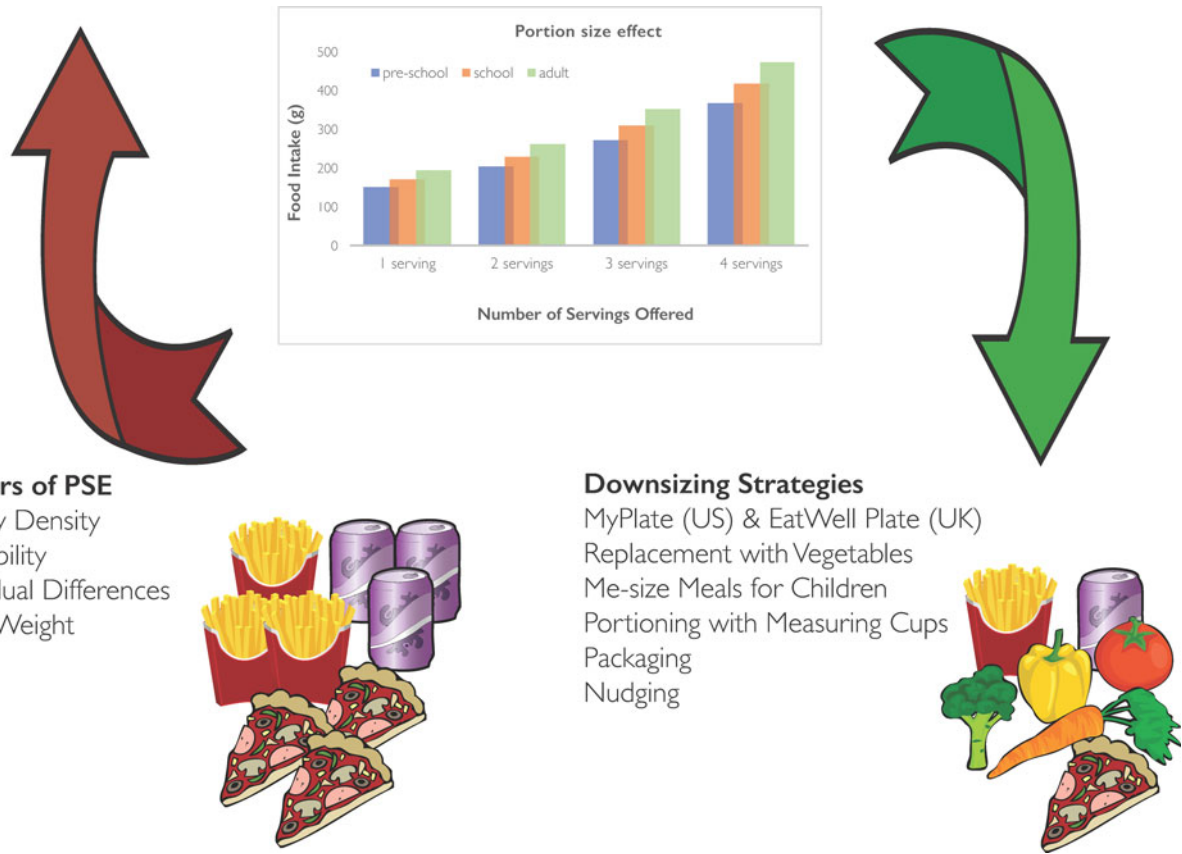 Portion size effect
500
pre-school school adult
400
300
200
100
0
Food Intake (g)
1 serving 2 servings 3 servings 4 servings
Number of Servings Offered
rs of PSE
y Density
bility
dual Differences
Weight
Downsizing Strategies
MyPlate (US) & EatWell Plate (UK)
Replacement with Vegetables
Me-size Meals for Children
Portioning with Measuring Cups
Packaging
Nudging